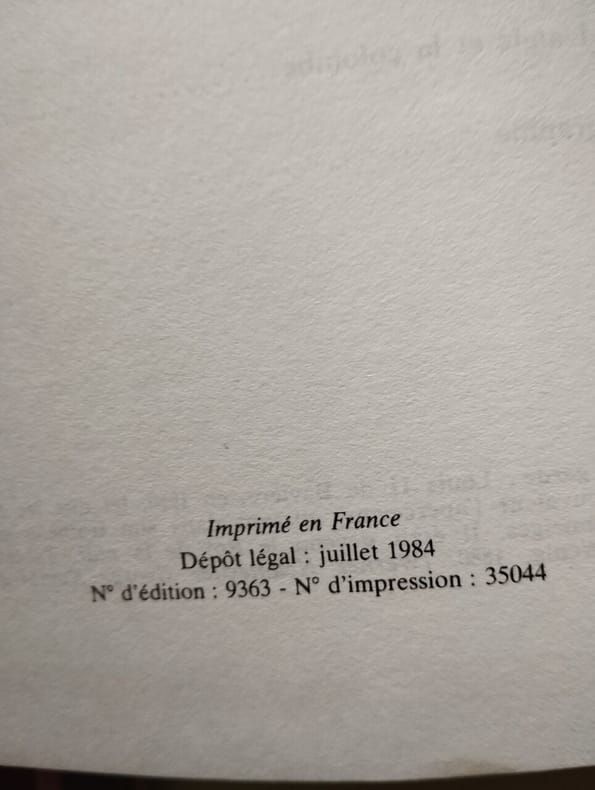 Imprimé en France
Dépôt légal : juillet 1984
N° d'édition : 9363 - N° d'impression : 35044